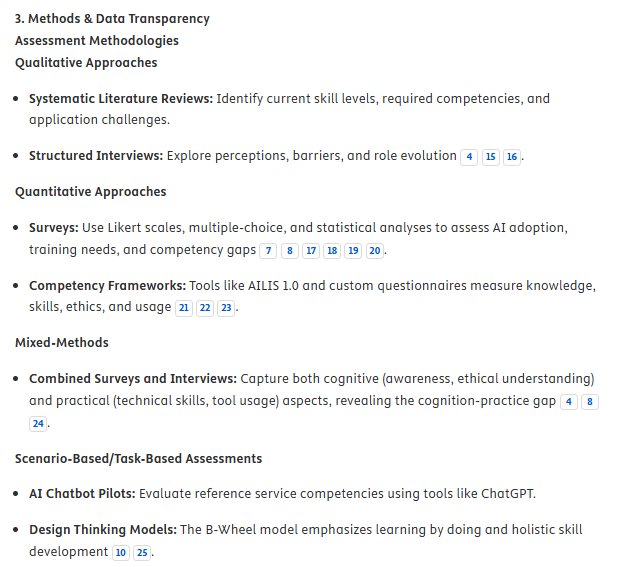 3. Methods & Data Transparency
Assessment Methodologies
Qualitative Approaches
• Systematic Literature Reviews: Identify current skill levels, required competencies, and
application challenges.
• Structured Interviews: Explore perceptions, barriers, and role evolution 4 15 16 .
Quantitative Approaches
• Surveys: Use Likert scales, multiple-choice, and statistical analyses to assess AI adoption,
training needs, and competency gaps 7 8 17 18 19 20 .
• Competency Frameworks: Tools like AILIS 1.0 and custom questionnaires measure knowledge,
skills, ethics, and usage 21 22 23 .
Mixed-Methods
• Combined Surveys and Interviews: Capture both cognitive (awareness, ethical understanding)
and practical (technical skills, tool usage) aspects, revealing the cognition-practice gap 4 8
24 .
Scenario-Based/Task-Based Assessments
• AI Chatbot Pilots: Evaluate reference service competencies using tools like ChatGPT.
• Design Thinking Models: The B-Wheel model emphasizes learning by doing and holistic skill
development 10 25 .